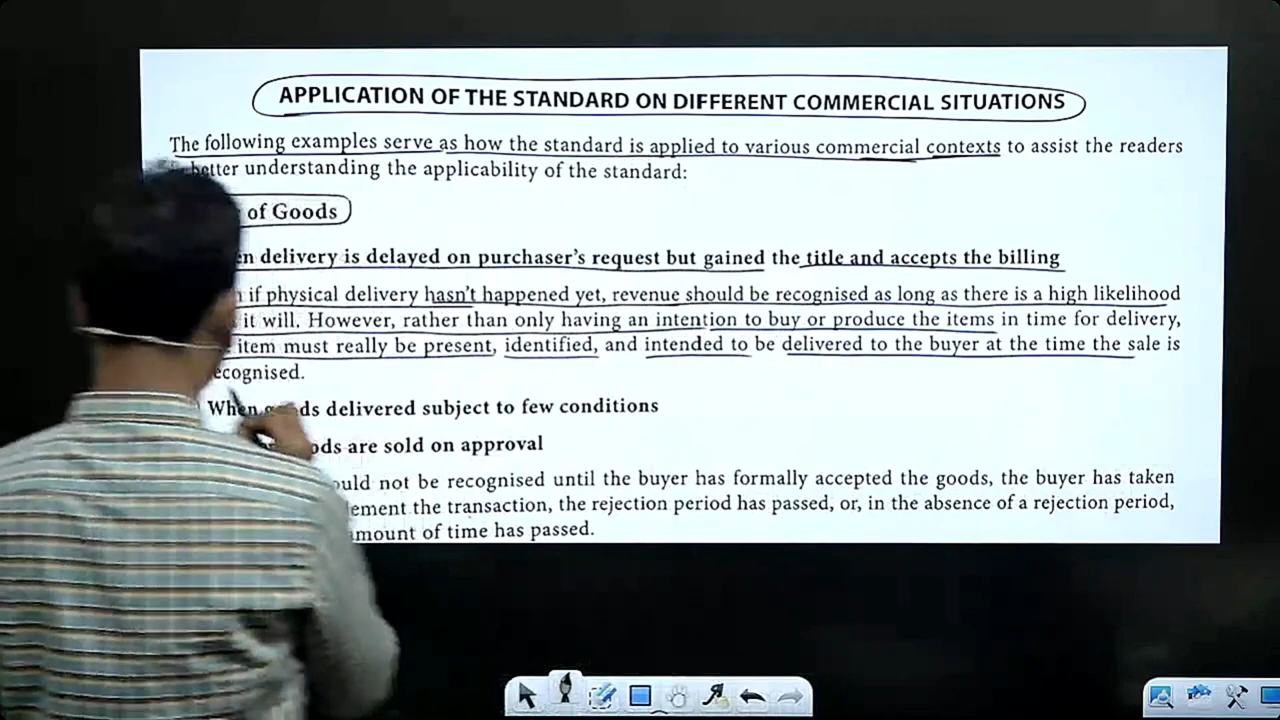 APPLICATION OF THE STANDARD ON DIFFERENT COMMERCIAL SITUATIONS
The following examples serve as how the standard is applied to various commercial contexts to assist the readers
better understanding the applicability of the standard:
of Goods
delivery is delayed on purchaser's request but gained the title and accepts the billing
if physical delivery hasn't happened yet, revenue should be recognised as long as there is a high likelihood
it will. However, rather than only having an intention to buy or produce the items in time for delivery,
item must really be present, identified, and intended to be delivered to the buyer at the time the sale is
ecognised.
When goods delivered subject to few conditions
ods are sold on approval
ould not be recognised until the buyer has formally accepted the goods, the buyer has taken
ement the transaction, the rejection period has passed, or, in the absence of a rejection period,
amount of time has passed.